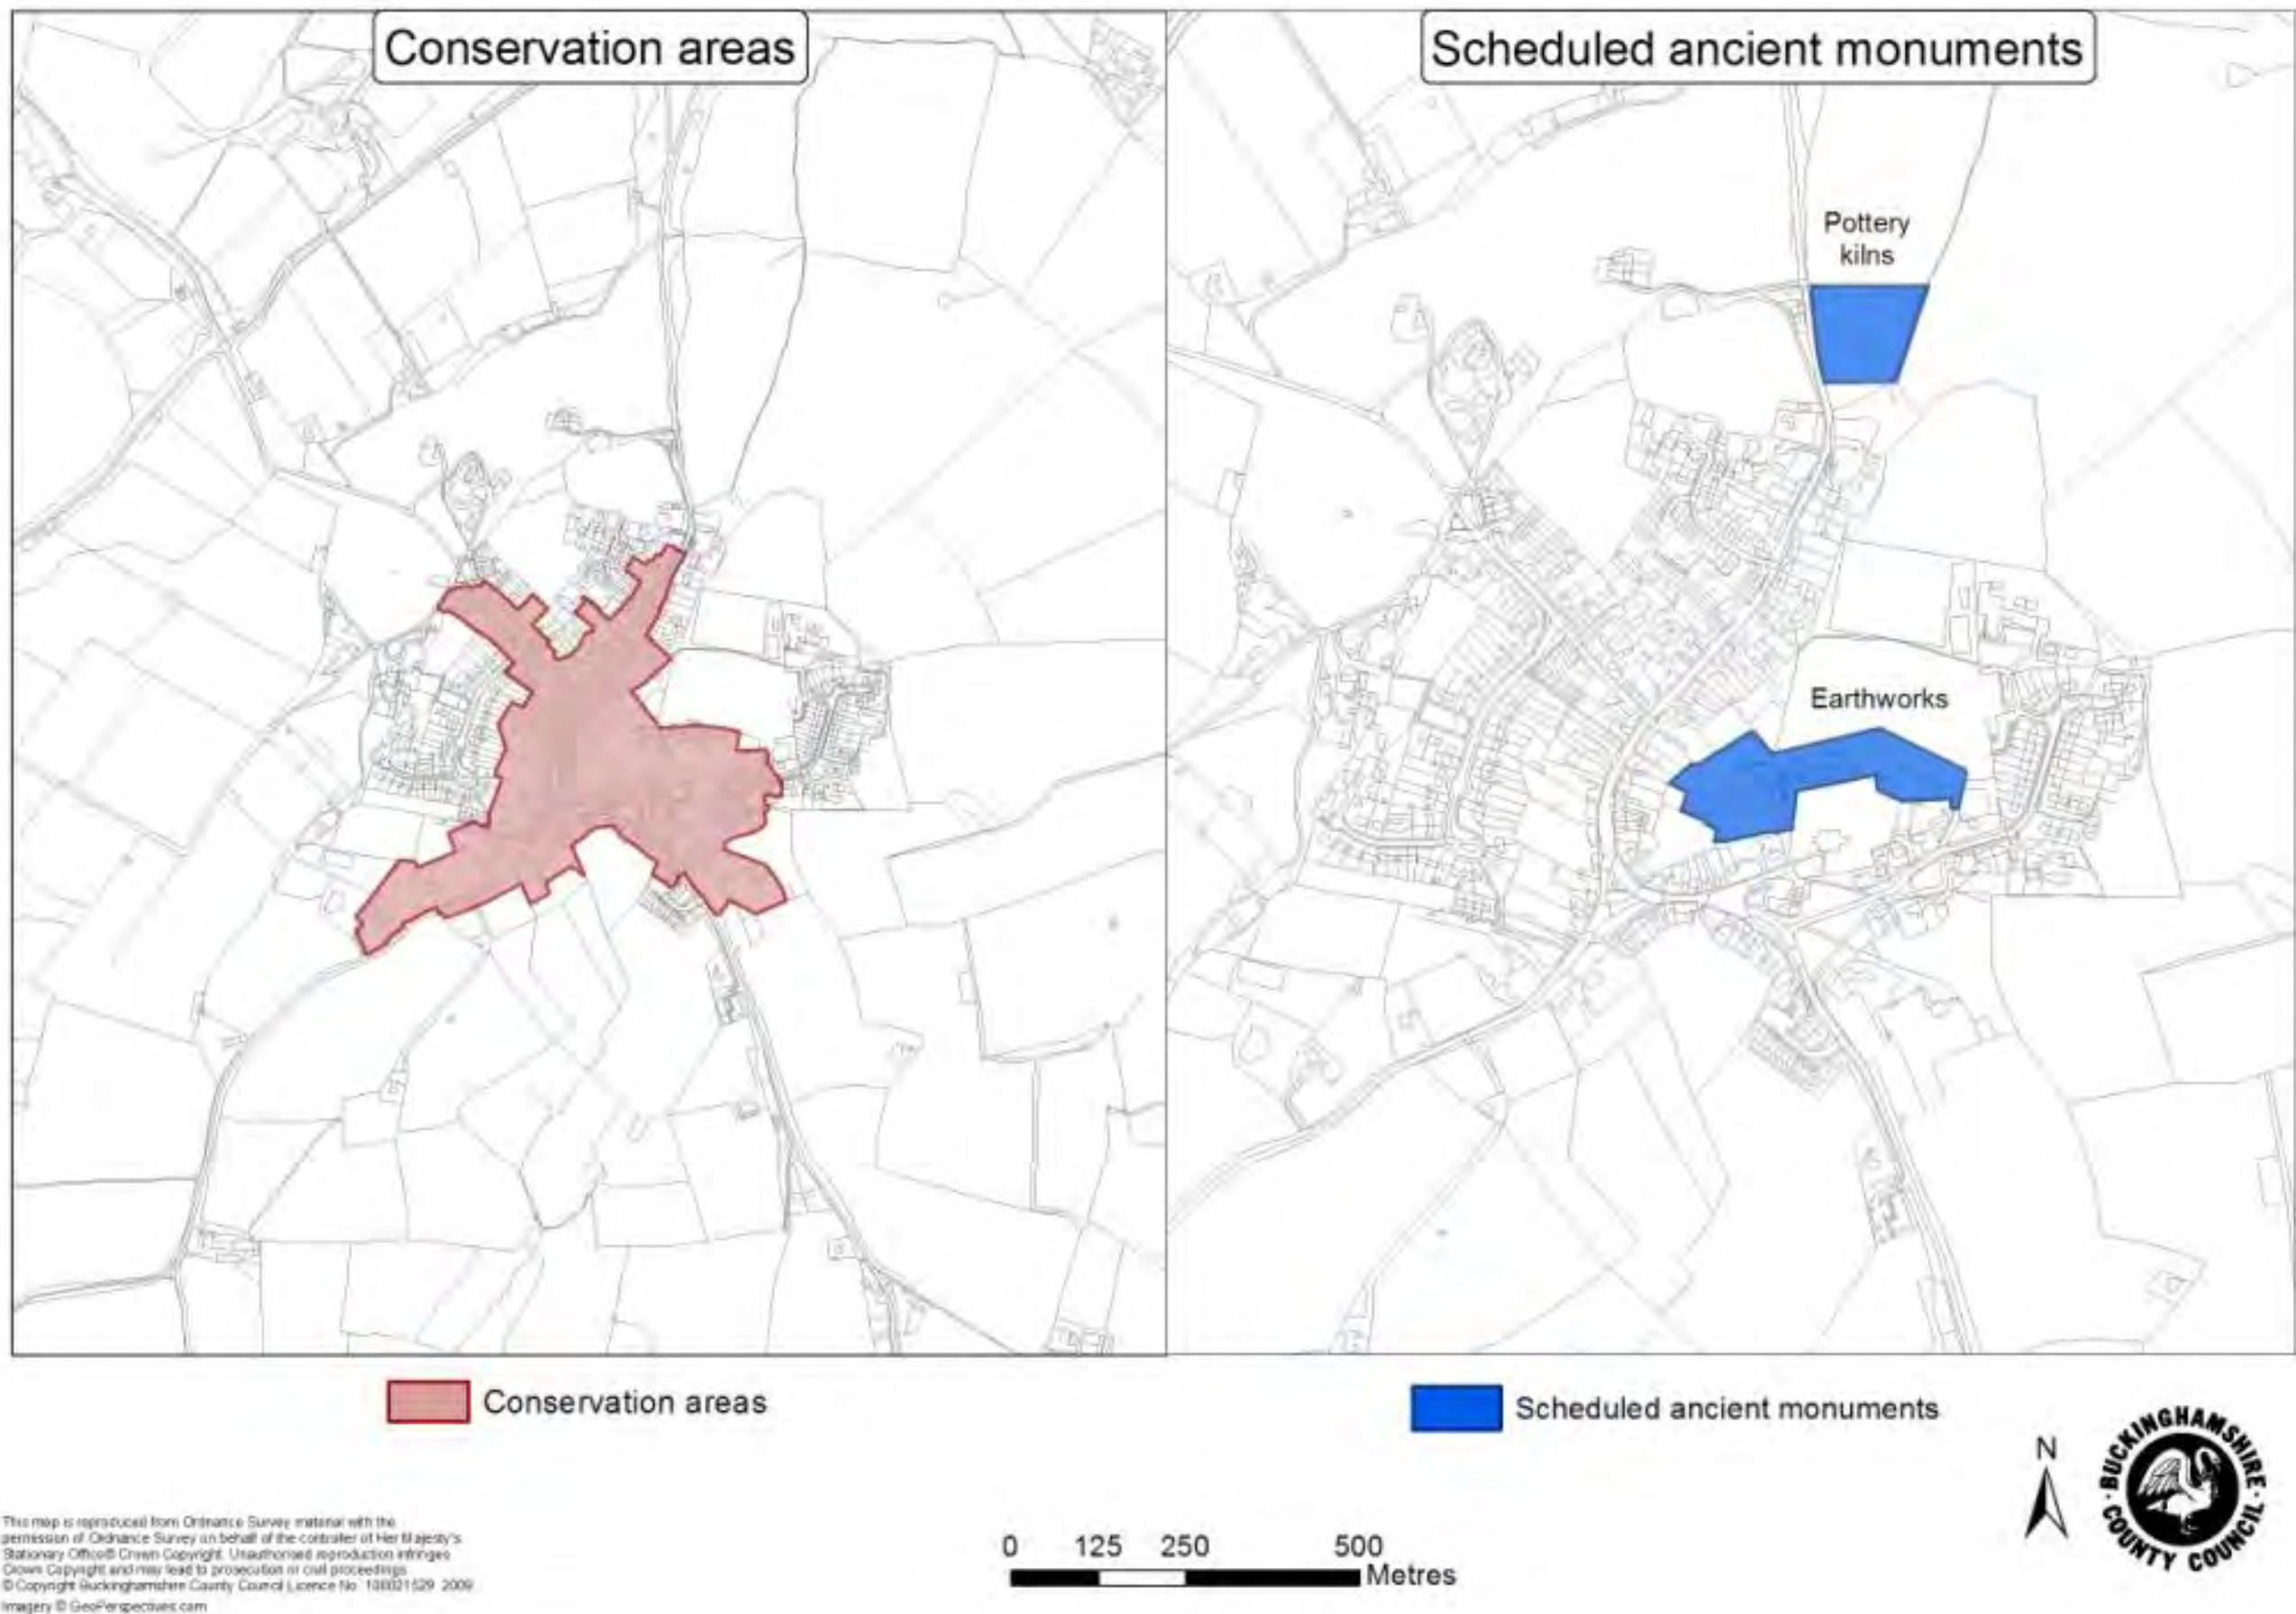 Conservation areas
Scheduled ancient monuments
Pottery
kilns
Earthworks
Conservation areas
Scheduled ancient monuments
N
BUCKINGHAMSHIRE
COUNTY COUNCIL
0 125 250 500
Metres
This map is reproduced from Ordnance Survey material with the
permission of Ordnance Survey on behalf of the controller of Her Majesty's
Stationary Office© Crown Copyright. Unauthorised reproduction infringes
Crown Copyright and may lead to prosecution or civil proceedings
© Copyright Buckinghamshire County Council Licence No. 100021529 2009
Imagery © GeoPerspectives.com